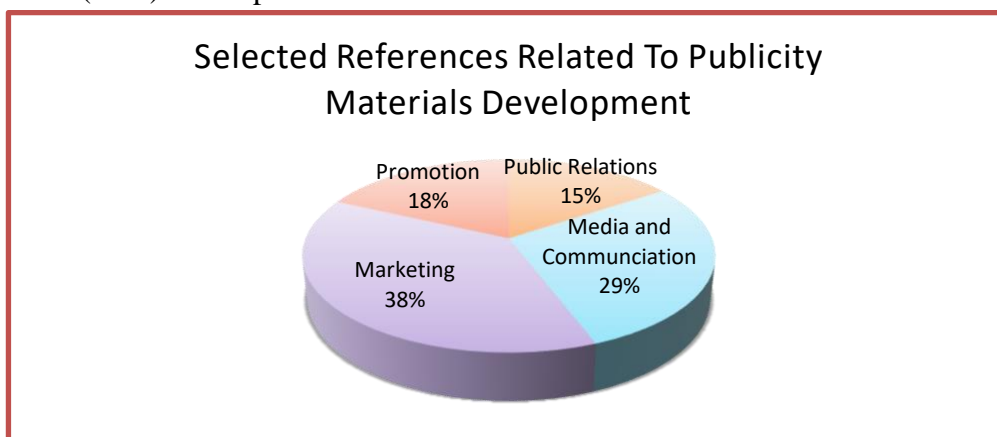 Selected References Related To Publicity
Materials Development
Promotion
18%
Public Relations
15%
Media and
Communciation
29%
Marketing
38%